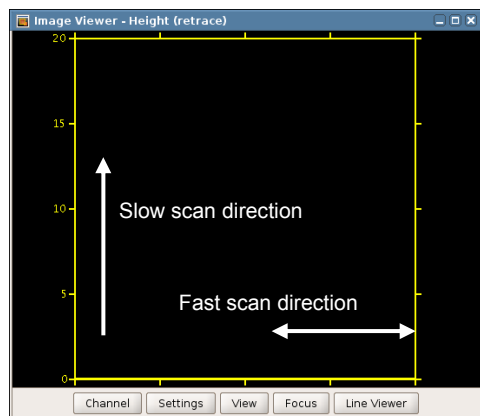 Image Viewer - Height (retrace)
20
15
10
Slow scan direction
5
Fast scan direction
0
Channel Settings View Focus Line Viewer